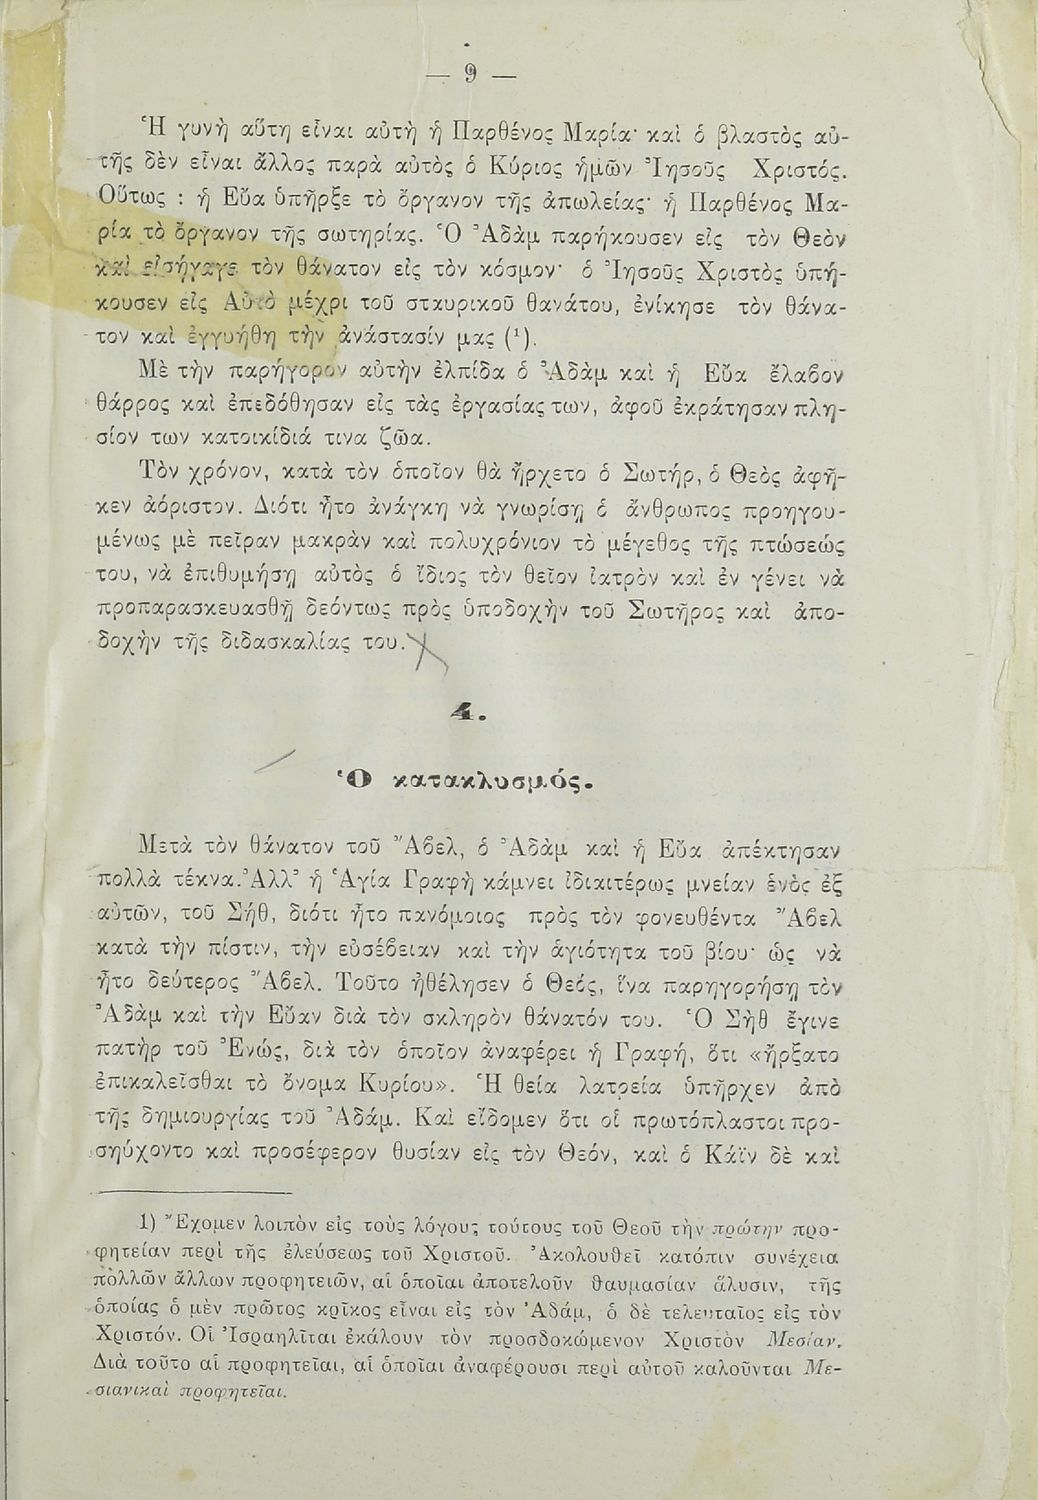 — 9 —
Ἡ γυνὴ αὕτη εἶναι αὐτὴ ἡ Παρθένος Μαρία· καὶ ὁ βλαστὸς αὐ-
τῆς δὲν εἶναι ἄλλος παρὰ αὐτὸς ὁ Κύριος ἡμῶν Ἰησοῦς Χριστός.
Οὕτως : ἡ Εὔα ὑπῆρξε τὸ ὄργανον τῆς ἀπωλείας· ἡ Παρθένος Μα-
ρία τὸ ὄργανον τῆς σωτηρίας. Ὁ Ἀδὰμ παρήκουσεν εἰς τὸν Θεὸν
καὶ εἰσήγαγε τὸν θάνατον εἰς τὸν κόσμον· ὁ Ἰησοῦς Χριστὸς ὑπή-
κουσεν εἰς Αὐτὸ μέχρι τοῦ σταυρικοῦ θανάτου, ἐνίκησε τὸν θάνα-
τον καὶ ἐγγυήθη τὴν ἀνάστασίν μας (¹).
Μὲ τὴν παρήγορον αὐτὴν ἐλπίδα ὁ Ἀδὰμ καὶ ἡ Εὔα ἔλαβον
θάρρος καὶ ἐπεδόθησαν εἰς τὰς ἐργασίας των, ἀφοῦ ἐκράτησαν πλη-
σίον των κατοικίδιά τινα ζῶα.
Τὸν χρόνον, κατὰ τὸν ὁποῖον θὰ ἤρχετο ὁ Σωτήρ, ὁ Θεὸς ἀφῆ-
κεν ἀόριστον. Διότι ἦτο ἀνάγκη νὰ γνωρίσῃ ὁ ἄνθρωπος προηγου-
μένως μὲ πεῖραν μακρὰν καὶ πολυχρόνιον τὸ μέγεθος τῆς πτώσεώς
του, νὰ ἐπιθυμήσῃ αὐτὸς ὁ ἴδιος τὸν θεῖον ἰατρὸν καὶ ἐν γένει νὰ
προπαρασκευασθῇ δεόντως πρὸς ὑποδοχὴν τοῦ Σωτῆρος καὶ ἀπο-
δοχὴν τῆς διδασκαλίας του.
4.
Ὁ κατακλυσμός.
Μετὰ τὸν θάνατον τοῦ Ἄβελ, ὁ Ἀδὰμ καὶ ἡ Εὔα ἀπέκτησαν
πολλὰ τέκνα. Ἀλλ' ἡ Ἁγία Γραφὴ κάμνει ἰδιαιτέρως μνείαν ἑνὸς ἐξ
αὐτῶν, τοῦ Σήθ, διότι ἦτο πανόμοιος πρὸς τὸν φονευθέντα Ἄβελ
κατὰ τὴν πίστιν, τὴν εὐσέβειαν καὶ τὴν ἁγιότητα τοῦ βίου· ὡς νὰ
ἦτο δεύτερος Ἄβελ. Τοῦτο ἠθέλησεν ὁ Θεός, ἵνα παρηγορήσῃ τὸν
Ἀδὰμ καὶ τὴν Εὔαν διὰ τὸν σκληρὸν θάνατόν του. Ὁ Σὴθ ἔγινε
πατὴρ τοῦ Ἐνώς, διὰ τὸν ὁποῖον ἀναφέρει ἡ Γραφή, ὅτι «ἤρξατο
ἐπικαλεῖσθαι τὸ ὄνομα Κυρίου». Ἡ θεία λατρεία ὑπῆρχεν ἀπὸ
τῆς δημιουργίας τοῦ Ἀδάμ. Καὶ εἴδομεν ὅτι οἱ πρωτόπλαστοι προ-
σηύχοντο καὶ προσέφερον θυσίαν εἰς τὸν Θεόν, καὶ ὁ Κάϊν δὲ καὶ
1) Ἔχομεν λοιπὸν εἰς τοὺς λόγους τούτους τοῦ Θεοῦ τὴν πρώτην προ-
φητείαν περὶ τῆς ἐλεύσεως τοῦ Χριστοῦ. Ἀκολουθεῖ κατόπιν συνέχεια
πολλῶν ἄλλων προφητειῶν, αἱ ὁποῖαι ἀποτελοῦν θαυμασίαν ἅλυσιν, τῆς
ὁποίας ὁ μὲν πρῶτος κρῖκος εἶναι εἰς τὸν Ἀδάμ, ὁ δὲ τελευταῖος εἰς τὸν
Χριστόν. Οἱ Ἰσραηλῖται ἐκάλουν τὸν προσδοκώμενον Χριστὸν Μεσίαν.
Διὰ τοῦτο αἱ προφητεῖαι, αἱ ὁποῖαι ἀναφέρουσι περὶ αὐτοῦ καλοῦνται Με-
σιανικαὶ προφητεῖαι.